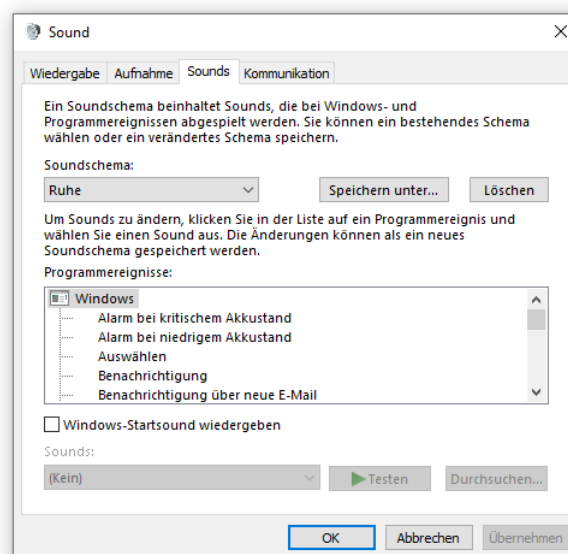 Sound
Wiedergabe Aufnahme Sounds Kommunikation
Ein Soundschema beinhaltet Sounds, die bei Windows- und
Programmereignissen abgespielt werden. Sie können ein bestehendes Schema
wählen oder ein verändertes Schema speichern.
Soundschema:
Ruhe Speichern unter... Löschen
Um Sounds zu ändern, klicken Sie in der Liste auf ein Programmereignis und
wählen Sie einen Sound aus. Die Änderungen können als ein neues
Soundschema gespeichert werden.
Programmereignisse:
Windows
Alarm bei kritischem Akkustand
Alarm bei niedrigem Akkustand
Auswählen
Benachrichtigung
Benachrichtigung über neue E-Mail
Windows-Startsound wiedergeben
Sounds:
(Kein) Testen Durchsuchen...
OK Abbrechen Übernehmen